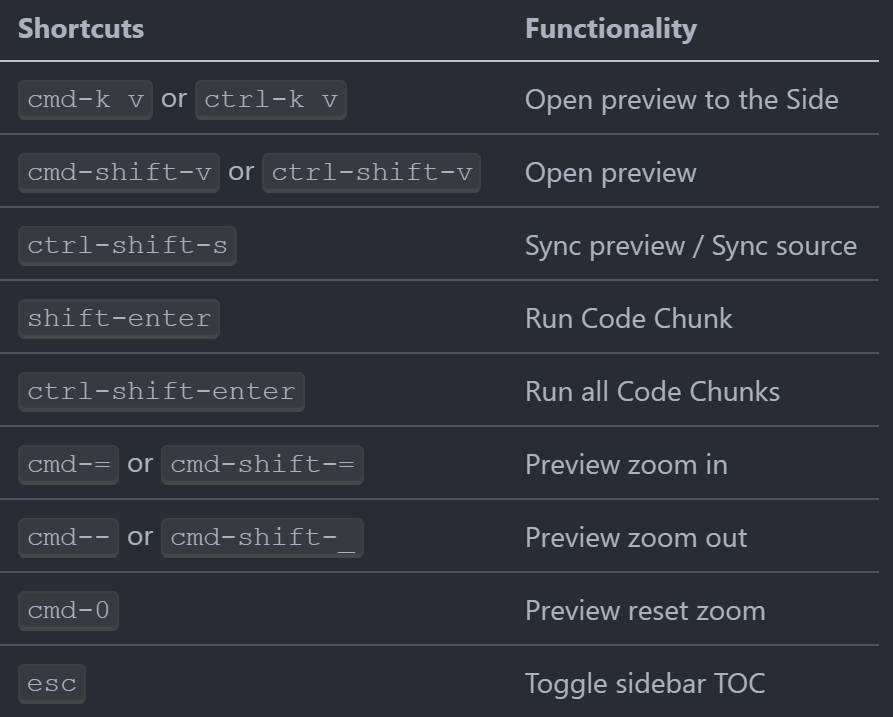 Shortcuts Functionality
cmd-k v or ctrl-k v Open preview to the Side
cmd-shift-v or ctrl-shift-v Open preview
ctrl-shift-s Sync preview / Sync source
shift-enter Run Code Chunk
ctrl-shift-enter Run all Code Chunks
cmd-= or cmd-shift-= Preview zoom in
cmd-- or cmd-shift-_ Preview zoom out
cmd-0 Preview reset zoom
esc Toggle sidebar TOC